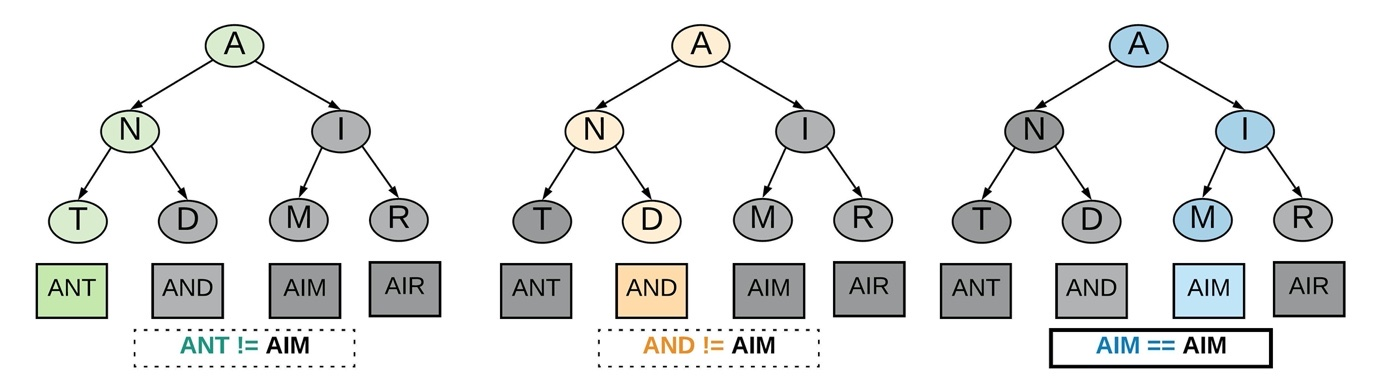 A
N I
T D M R
ANT AND AIM AIR
ANT != AIM
A
N I
T D M R
ANT AND AIM AIR
AND != AIM
A
N I
T D M R
ANT AND AIM AIR
AIM == AIM